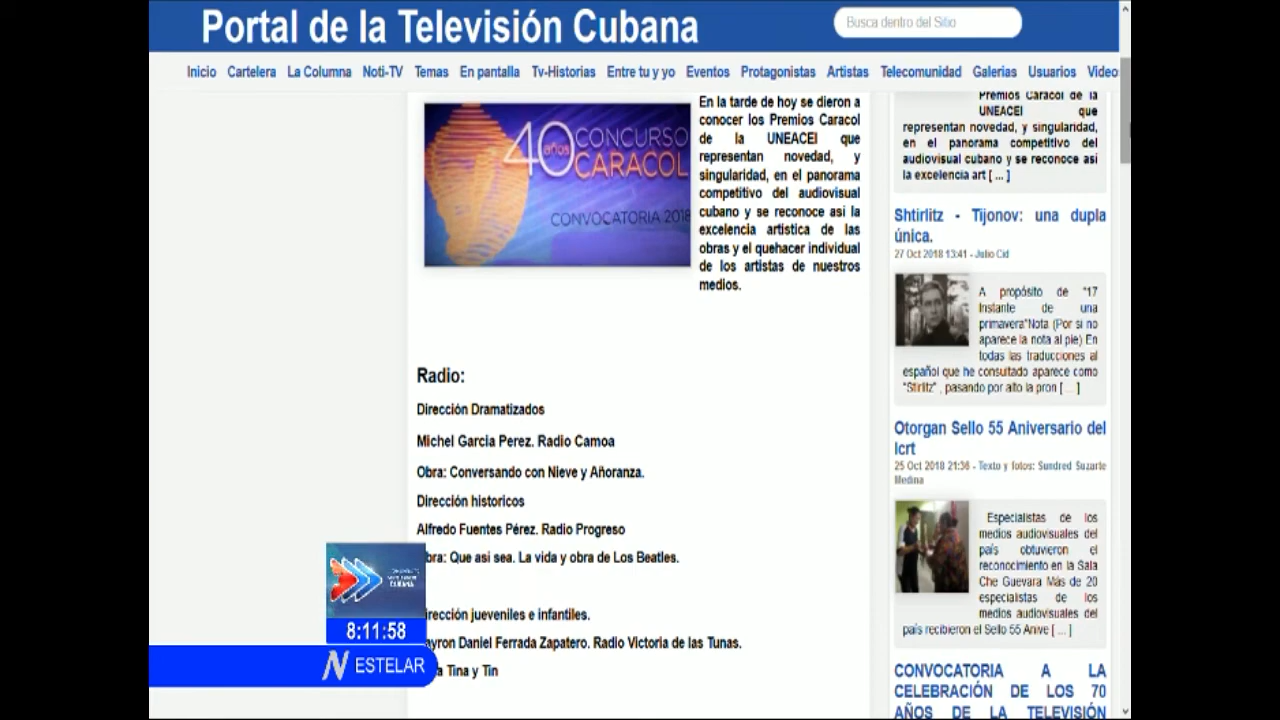 Portal de la Televisión Cubana
Busca dentro del Sitio
Inicio Cartelera La Columna Noti-TV Temas En pantalla Tv-Historias Entre tu y yo Eventos Protagonistas Artistas Telecomunidad Galerias Usuarios Video
40 años CONCURSO
CARACOL
CONVOCATORIA 2018
En la tarde de hoy se dieron a
conocer los Premios Caracol
de la UNEACEI que
representan novedad, y
singularidad, en el panorama
competitivo del audiovisual
cubano y se reconoce asi la
excelencia artistica de las
obras y el quehacer individual
de los artistas de nuestros
medios.
Radio:
Dirección Dramatizados
Michel Garcia Perez. Radio Camoa
Obra: Conversando con Nieve y Añoranza.
Dirección historicos
Alfredo Fuentes Pérez. Radio Progreso
bra: Que asi sea. La vida y obra de Los Beatles.
irección jueveniles e infantiles.
ayron Daniel Ferrada Zapatero. Radio Victoria de las Tunas.
a Tina y Tin
CUBANA
8:11:58
N ESTELAR
Premios Caracol de la
UNEACEI que
representan novedad, y singularidad,
en el panorama competitivo del
audiovisual cubano y se reconoce asi
la excelencia art [ ... ]
Shtirlitz - Tijonov: una dupla
única.
27 Oct 2018 13:41 - Julio Cid
A propósito de "17
Instante de una
primavera"Nota (Por si no
aparece la nota al pie) En
todas las traducciones al
español que he consultado aparece como
"Stirlitz" , pasando por alto la pron [ ... ]
Otorgan Sello 55 Aniversario del
Icrt
25 Oct 2018 21:36 - Texto y fotos: Sundred Suzarte
Medina
Especialistas de los
medios audiovisuales del
país obtuvieron el
reconocimiento en la Sala
Che Guevara Más de 20
especialistas de los
medios audiovisuales del
país recibieron el Sello 55 Anive [ ... ]
CONVOCATORIA A LA
CELEBRACIÓN DE LOS 70
AÑOS DE LA TELEVISIÓN